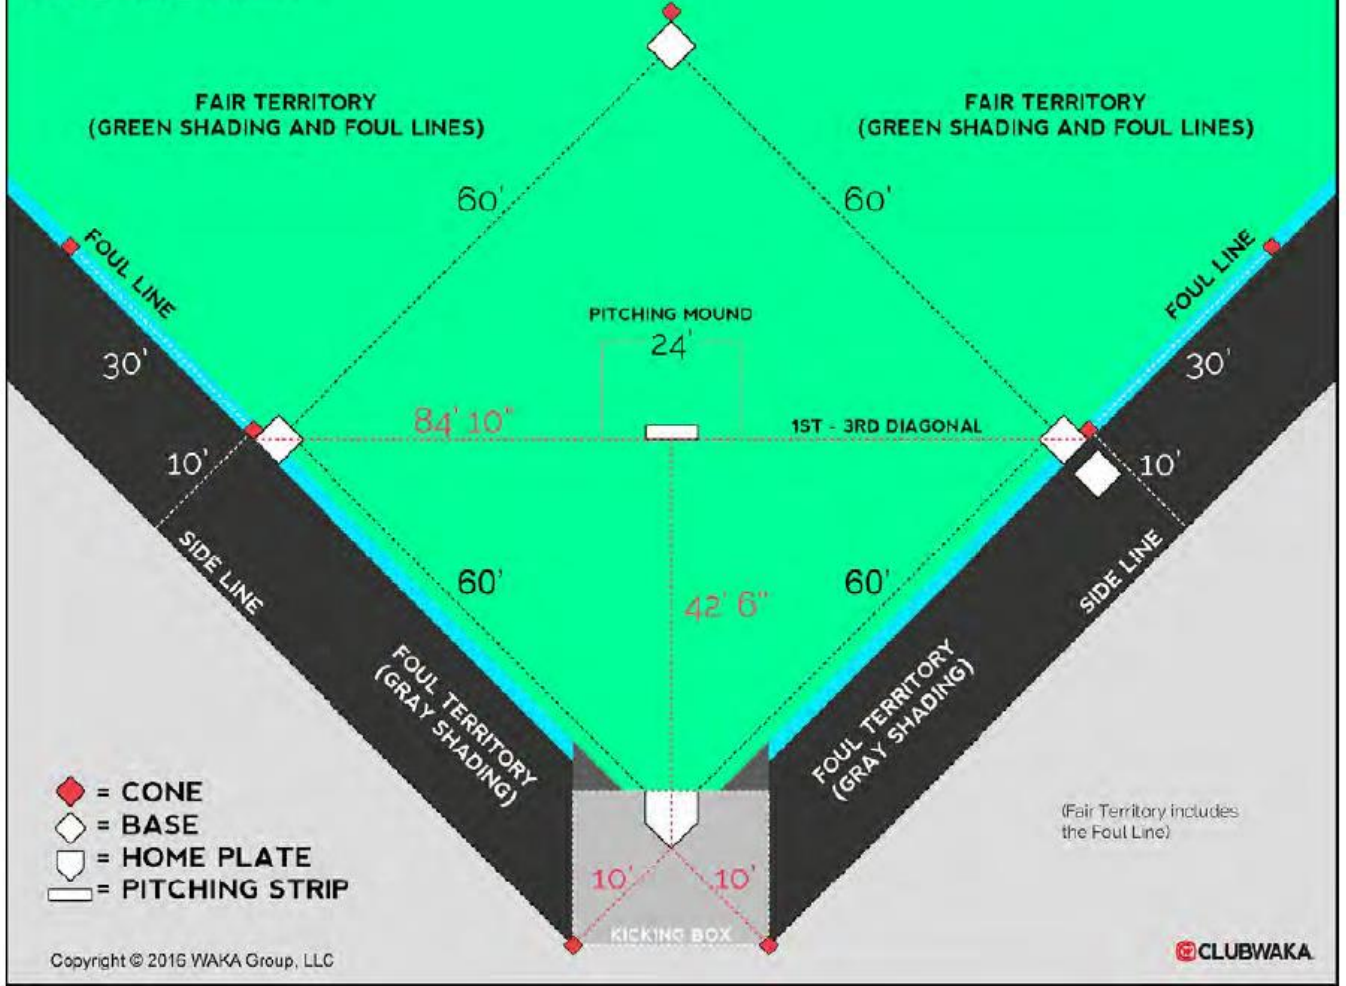 FAIR TERRITORY
(GREEN SHADING AND FOUL LINES)
FAIR TERRITORY
(GREEN SHADING AND FOUL LINES)
60'
60'
FOUL LINE
FOUL LINE
PITCHING MOUND
24'
30'
30'
84' 10"
1ST - 3RD DIAGONAL
10'
10'
SIDE LINE
SIDE LINE
60'
60'
42' 6"
FOUL TERRITORY
(GRAY SHADING)
FOUL TERRITORY
(GRAY SHADING)
= CONE
= BASE
= HOME PLATE
= PITCHING STRIP
(Fair Territory includes
the Foul Line)
10'
10'
KICKING BOX
Copyright © 2016 WAKA Group, LLC
CLUBWAKA